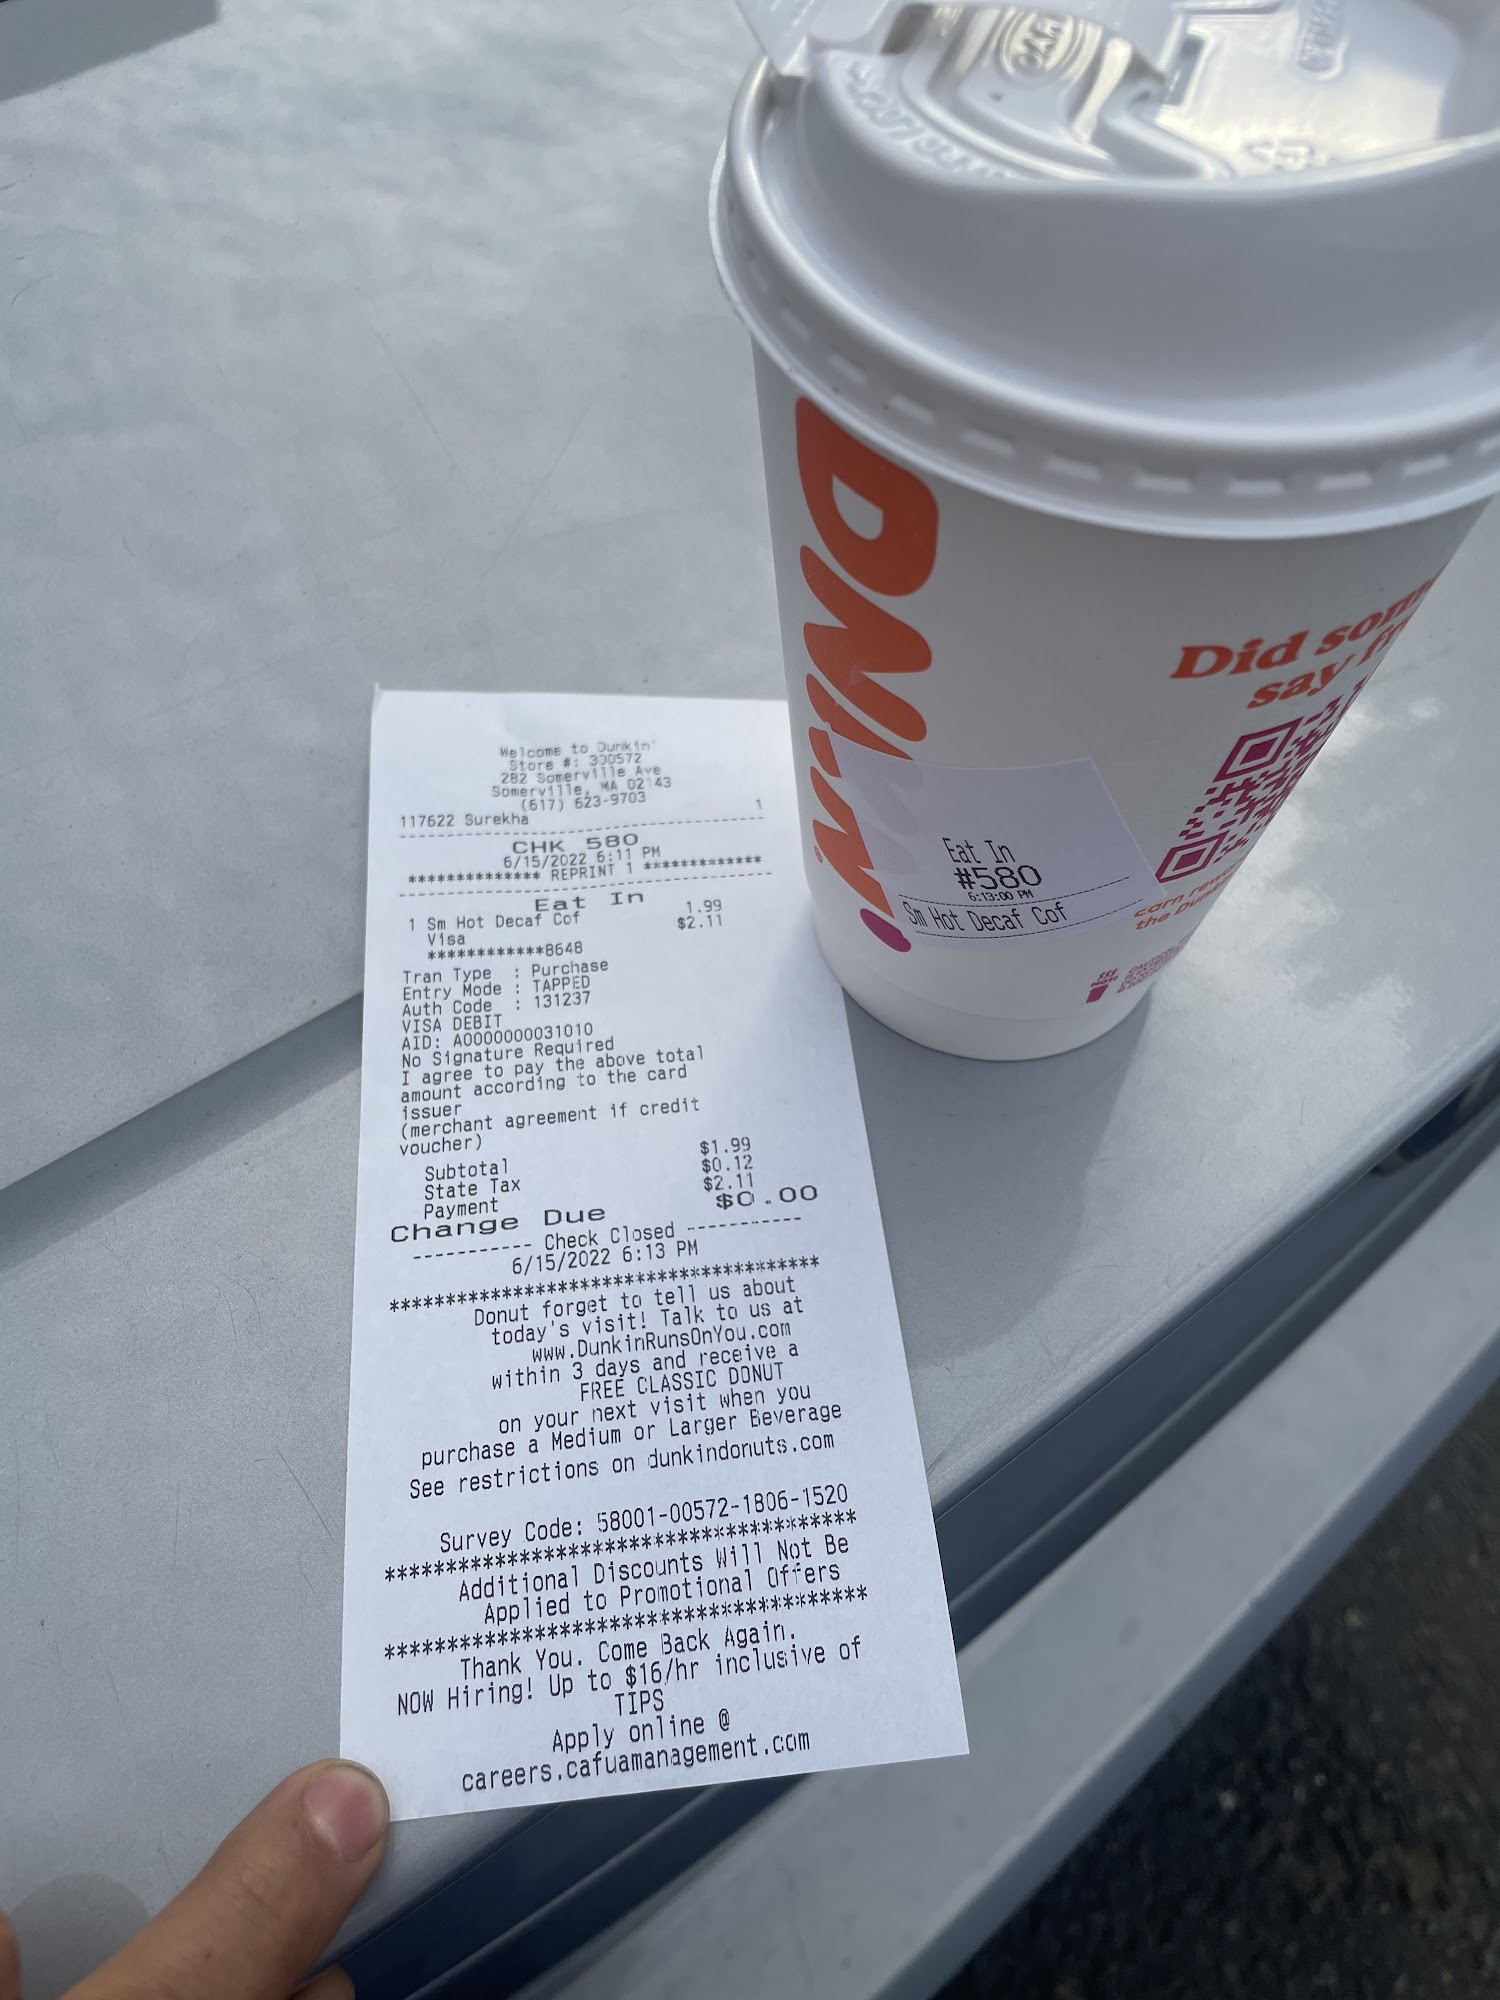 Welcome to Dunkin'
Store #: 300572
282 Somerville Ave
Somerville, MA 02143
(617) 623-9703
117622 Surekha 1
CHK 580
6/15/2022 6:11 PM
************** REPRINT 1 *************
Eat In
1 Sm Hot Decaf Cof 1.99
Visa $2.11
************8648
Tran Type : Purchase
Entry Mode : TAPPED
Auth Code : 131237
VISA DEBIT
AID: A0000000031010
No Signature Required
I agree to pay the above total
amount according to the card
issuer
(merchant agreement if credit
voucher)
Subtotal $1.99
State Tax $0.12
Payment $2.11
Change Due $0.00
----------- Check Closed -----------
6/15/2022 6:13 PM
***************************************
Donut forget to tell us about
today's visit! Talk to us at
www.DunkinRunsOnYou.com
within 3 days and receive a
FREE CLASSIC DONUT
on your next visit when you
purchase a Medium or Larger Beverage
See restrictions on dunkindonuts.com
Survey Code: 58001-00572-1806-1520
***************************************
Additional Discounts Will Not Be
Applied to Promotional Offers
***************************************
Thank You. Come Back Again.
NOW Hiring! Up to $16/hr inclusive of
TIPS
Apply online @
careers.cafuamanagement.com
DUNKIN'
Did
say
Eat In
#580
6:13:00 PM
Sm Hot Decaf Cof
earn
the